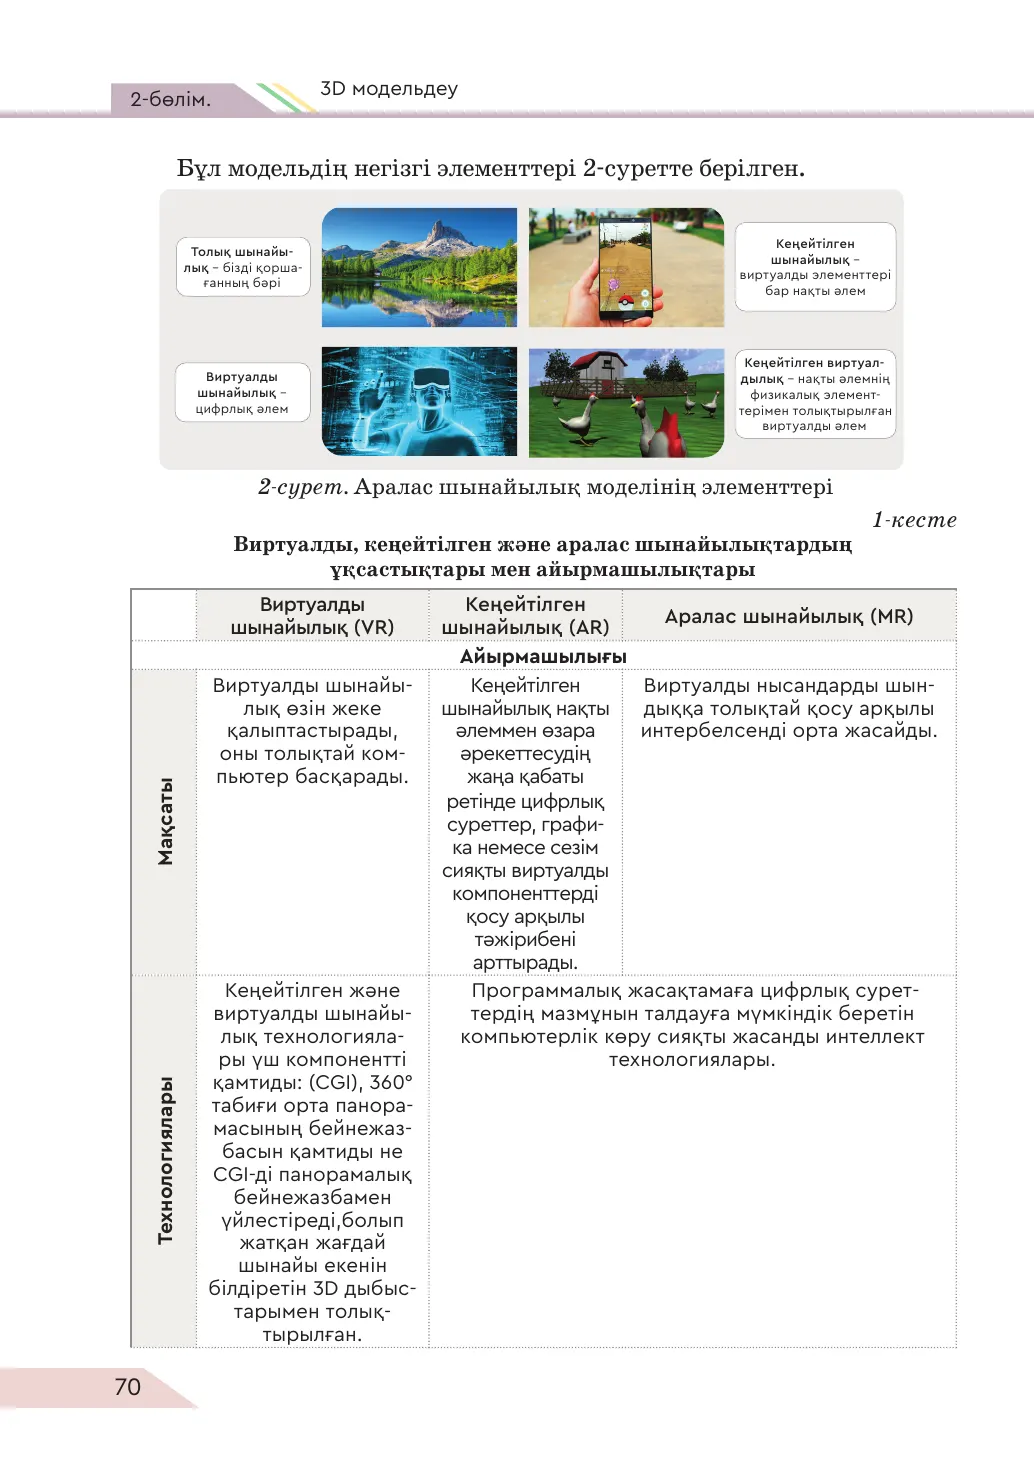 2-бөлім.
3D модельдеу
Бұл модельдің негізгі элементтері 2-суретте берілген.
Толық шынайы-
лық – бізді қорша-
ғанның бәрі
Кеңейтілген
шынайылық –
виртуалды элементтері
бар нақты әлем
Виртуалды
шынайылық –
цифрлық әлем
Кеңейтілген виртуал-
дылық – нақты әлемнің
физикалық элемент-
терімен толықтырылған
виртуалды әлем
2-сурет. Аралас шынайылық моделінің элементтері
1-кесте
Виртуалды, кеңейтілген және аралас шынайылықтардың
ұқсастықтары мен айырмашылықтары
Виртуалды
шынайылық (VR)
Кеңейтілген
шынайылық (AR)
Аралас шынайылық (MR)
Айырмашылығы
Мақсаты
Виртуалды шынайы-
лық өзін жеке
қалыптастырады,
оны толықтай ком-
пьютер басқарады.
Кеңейтілген
шынайылық нақты
әлеммен өзара
әрекеттесудің
жаңа қабаты
ретінде цифрлық
суреттер, графи-
ка немесе сезім
сияқты виртуалды
компоненттерді
қосу арқылы
тәжірибені
арттырады.
Виртуалды нысандарды шын-
дыққа толықтай қосу арқылы
интербелсенді орта жасайды.
Технологиялары
Кеңейтілген және
виртуалды шынайы-
лық технологияла-
ры үш компонентті
қамтиды: (CGI), 360°
табиғи орта панора-
масының бейнежаз-
басын қамтиды не
CGI-ді панорамалық
бейнежазбамен
үйлестіреді,болып
жатқан жағдай
шынайы екенін
білдіретін 3D дыбыс-
тарымен толық-
тырылған.
Программалық жасақтамаға цифрлық сурет-
тердің мазмұнын талдауға мүмкіндік беретін
компьютерлік көру сияқты жасанды интеллект
технологиялары.
70